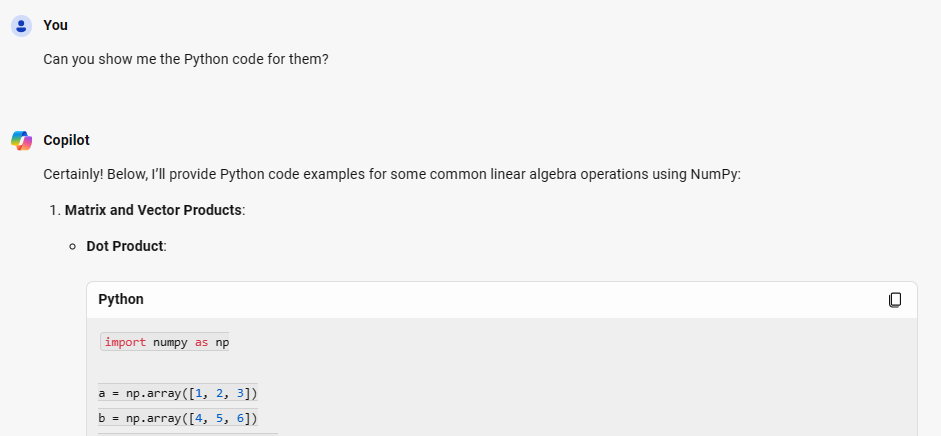 You
Can you show me the Python code for them?
Copilot
Certainly! Below, I’ll provide Python code examples for some common linear algebra operations using NumPy:
1. Matrix and Vector Products:
Dot Product:
Python
import numpy as np
a = np.array([1, 2, 3])
b = np.array([4, 5, 6])